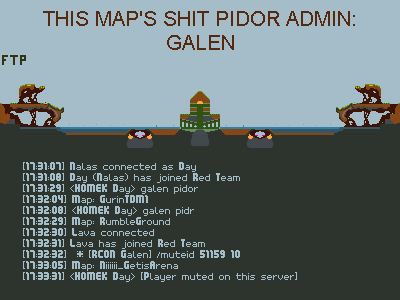 THIS MAP'S SHIT PIDOR ADMIN:
GALEN
FTP
[17:31:07] Nalas connected as Day
[17:31:08] Day (Nalas) has joined Red Team
[17:31:29] <HOMEK Day> galen pidor
[17:32:04] Map: GurinTDM1
[17:32:08] <HOMEK Day> galen pidr
[17:32:29] Map: RumbleGround
[17:32:30] Lava connected
[17:32:31] Lava has joined Red Team
[17:32:32] * [RCON Galen] /muteid 51159 10
[17:33:05] Map: Niiiiii_GetisArena
[17:33:31] <HOMEK Day> [Player muted on this server]